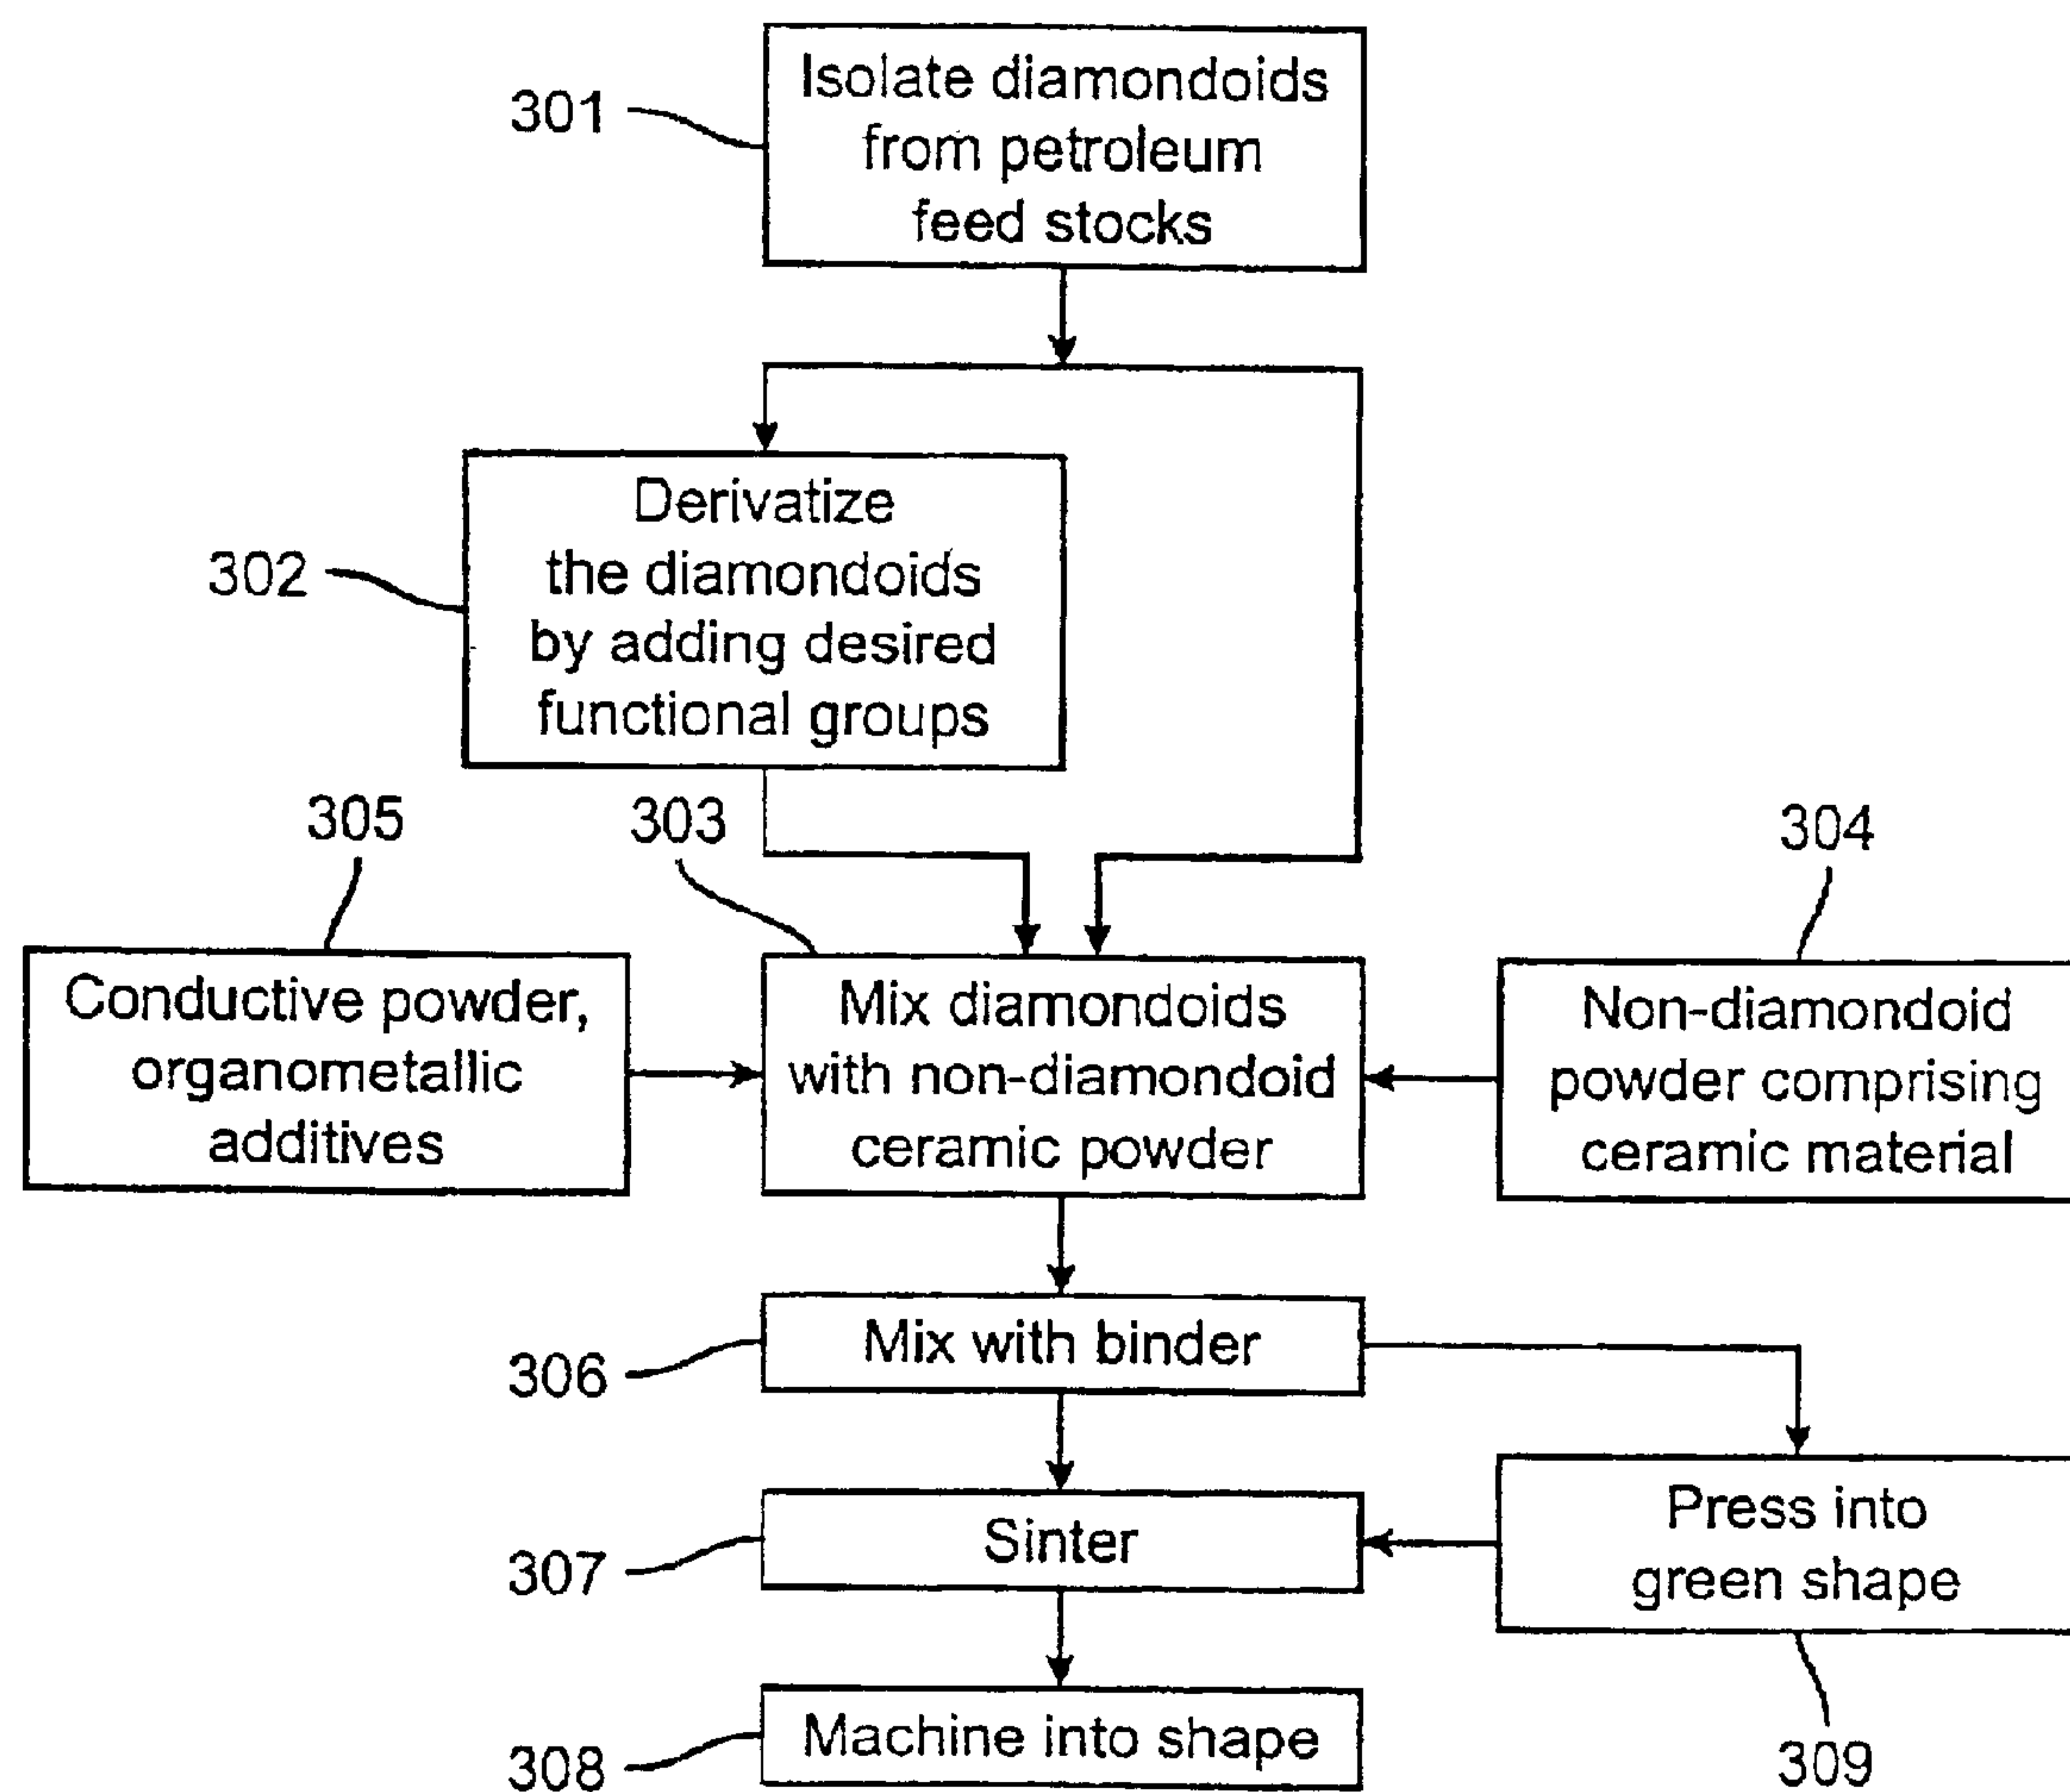 301
Isolate diamondoids
from petroleum
feed stocks
302
Derivatize
the diamondoids
by adding desired
functional groups
305
303
304
Conductive powder,
organometallic
additives
Mix diamondoids
with non-diamondoid
ceramic powder
Non-diamondoid
powder comprising
ceramic material
306
Mix with binder
307
Sinter
Press into
green shape
308
Machine into shape
309